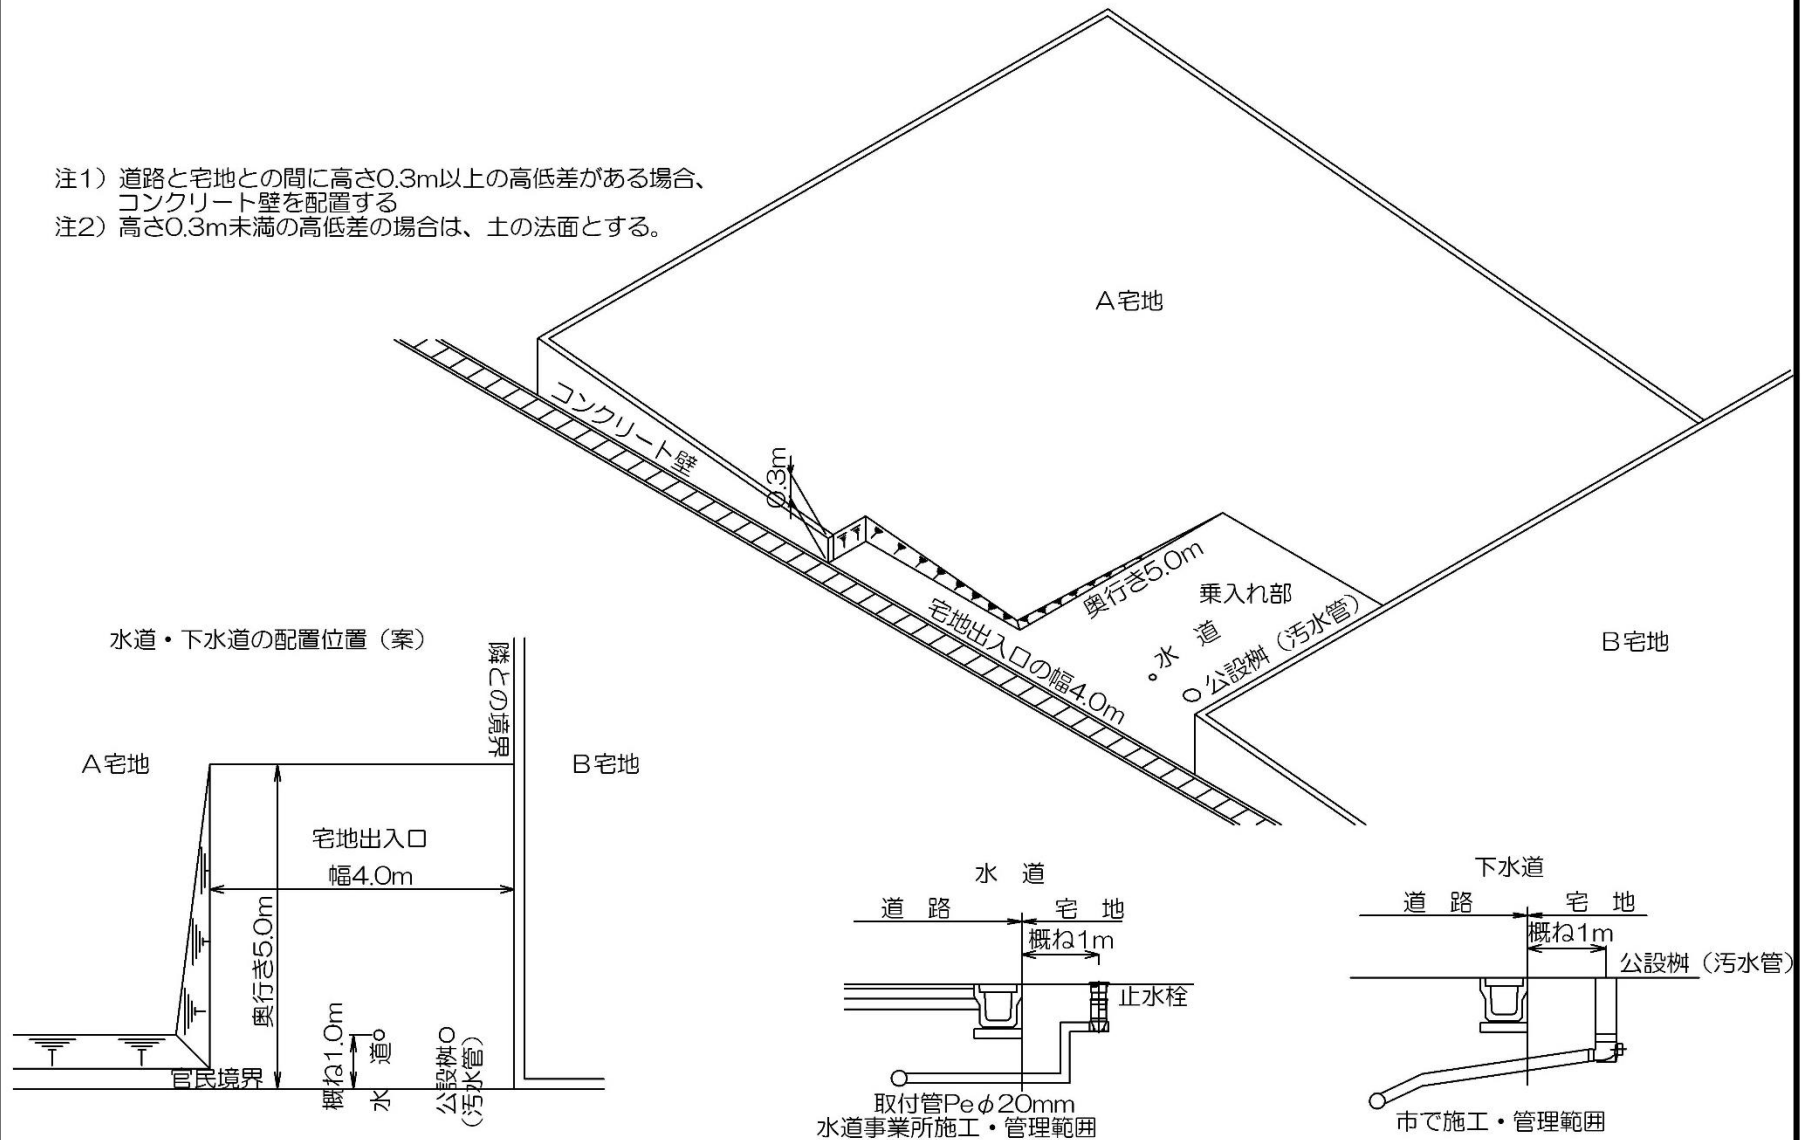 注1）道路と宅地との間に高さ0.3m以上の高低差がある場合、
コンクリート壁を配置する
注2）高さ0.3m未満の高低差の場合は、土の法面とする。
A宅地
コンクリート壁
0.3m
奥行き5.0m
乗入れ部
宅地出入口の幅4.0m
水 道
公設桝（汚水管）
B宅地
水道・下水道の配置位置（案）
隣との境界
A宅地
B宅地
宅地出入口
幅4.0m
奥行き5.0m
概ね1.0m
水 道
公設桝
（汚水管）
官民境界
水 道
道 路
宅 地
概ね1m
止水栓
取付管Peφ20mm
水道事業所施工・管理範囲
下水道
道 路
宅 地
概ね1m
公設桝（汚水管）
市で施工・管理範囲